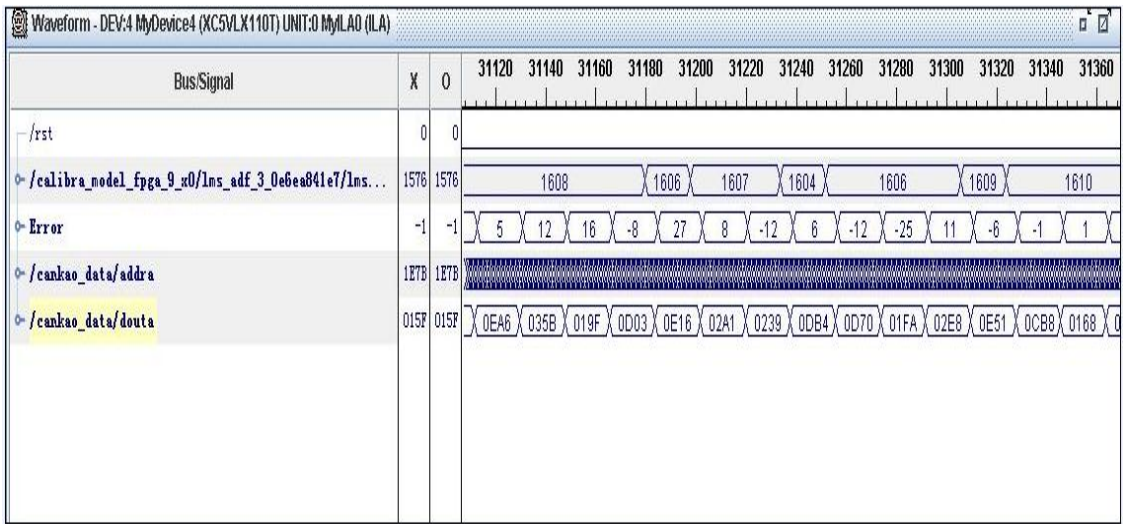 Waveform - DEV:4 MyDevice4 (XC5VLX110T) UNIT:0 MyILA0 (ILA)
Bus/Signal X O 31120 31140 31160 31180 31200 31220 31240 31260 31280 31300 31320 31340 31360
/rst 0 0
/calibra_model_fpga_9_x0/lms_adf_3_0e6ea841e7/lms... 1576 1576 1608 1606 1607 1604 1606 1609 1610
Error -1 -1 5 12 16 -8 27 8 -12 6 -12 -25 11 -6 -1 1
/cankao_data/addra 1E7B 1E7B
/cankao_data/douta 015F 015F 0EA6 035B 019F 0D03 0E16 02A1 0239 0DB4 0D70 01FA 02E8 0E51 0CB8 0168